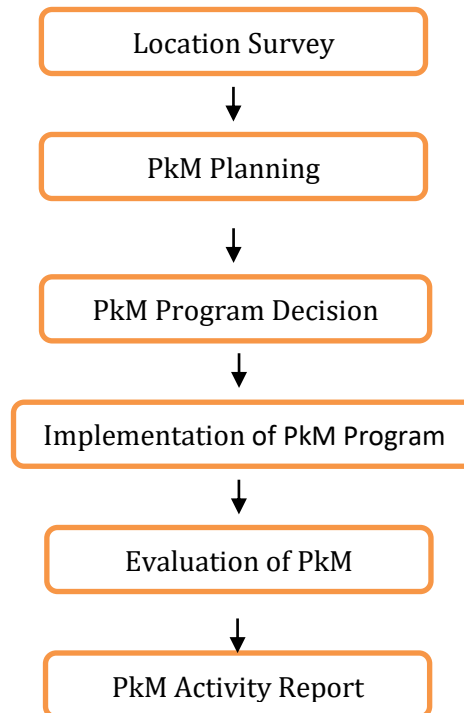 Location Survey
PkM Planning
PkM Program Decision
Implementation of PkM Program
Evaluation of PkM
PkM Activity Report